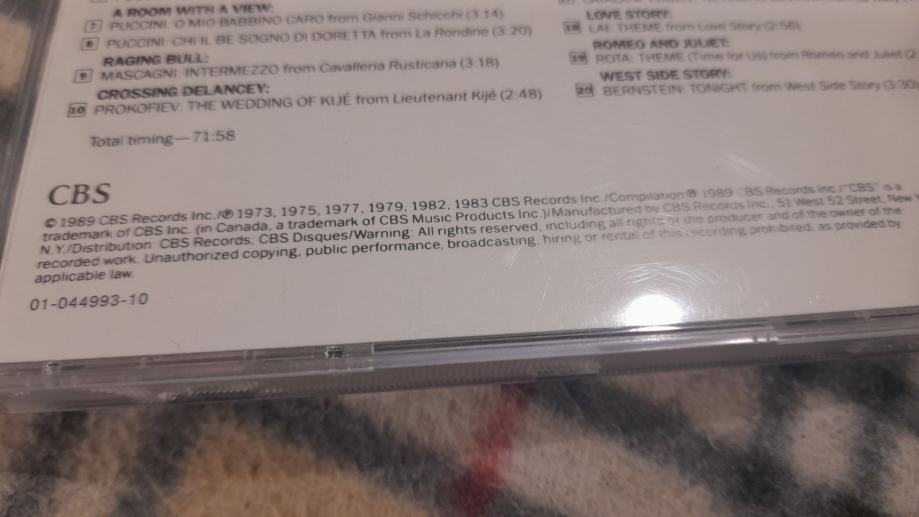 A ROOM WITH A VIEW:
7 PUCCINI: O MIO BABBINO CARO from Gianni Schicchi (3:14)
8 PUCCINI: CH'IL BE SOGNO DI DORETTA from La Rondine (3:20)
RAGING BULL:
9 MASCAGNI: INTERMEZZO from Cavalleria Rusticana (3:18)
CROSSING DELANCEY:
10 PROKOFIEV: THE WEDDING OF KIJÉ from Lieutenant Kijé (2:48)
Total timing—71:58
LOVE STORY:
18 LAI: THEME from Love Story (2:56)
ROMEO AND JULIET:
19 ROTA: THEME (Time for Us) from Romeo and Juliet (2
WEST SIDE STORY:
20 BERNSTEIN: TONIGHT from West Side Story (3:30)
CBS
© 1989 CBS Records Inc./℗ 1973, 1975, 1977, 1979, 1982, 1983 CBS Records Inc./Compilation ℗ 1989 CBS Records Inc./"CBS" is a
trademark of CBS Inc. (in Canada, a trademark of CBS Music Products Inc.)/Manufactured by CBS Records Inc., 51 West 52 Street, New Y
N.Y./Distribution: CBS Records, CBS Disques/Warning: All rights reserved, including all rights of the producer and of the owner of the
recorded work. Unauthorized copying, public performance, broadcasting, hiring or rental of this recording prohibited, as provided by
applicable law.
01-044993-10